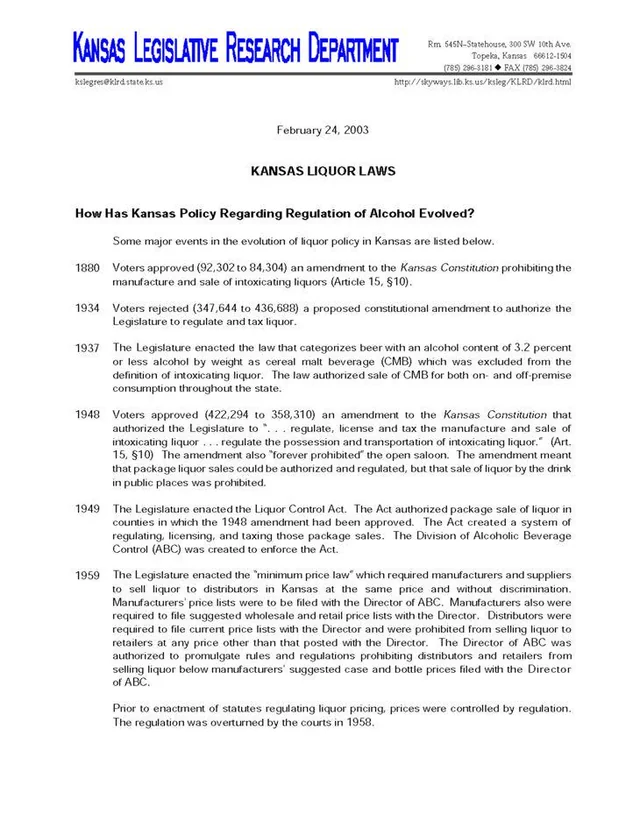 KANSAS LEGISLATIVE RESEARCH DEPARTMENT
Rm. 545N–Statehouse, 300 SW 10th Ave.
Topeka, Kansas 66612-1504
(785) 296-3181 ◆ FAX (785) 296-3824
kslegres@klrd.state.ks.us
http://skyways.lib.ks.us/ksleg/KLRD/klrd.html
February 24, 2003
KANSAS LIQUOR LAWS
How Has Kansas Policy Regarding Regulation of Alcohol Evolved?
Some major events in the evolution of liquor policy in Kansas are listed below.
1880 Voters approved (92,302 to 84,304) an amendment to the Kansas Constitution prohibiting the
manufacture and sale of intoxicating liquors (Article 15, §10).
1934 Voters rejected (347,644 to 436,688) a proposed constitutional amendment to authorize the
Legislature to regulate and tax liquor.
1937 The Legislature enacted the law that categorizes beer with an alcohol content of 3.2 percent
or less alcohol by weight as cereal malt beverage (CMB) which was excluded from the
definition of intoxicating liquor. The law authorized sale of CMB for both on- and off-premise
consumption throughout the state.
1948 Voters approved (422,294 to 358,310) an amendment to the Kansas Constitution that
authorized the Legislature to ". . . regulate, license and tax the manufacture and sale of
intoxicating liquor . . . regulate the possession and transportation of intoxicating liquor." (Art.
15, §10) The amendment also "forever prohibited" the open saloon. The amendment meant
that package liquor sales could be authorized and regulated, but that sale of liquor by the drink
in public places was prohibited.
1949 The Legislature enacted the Liquor Control Act. The Act authorized package sale of liquor in
counties in which the 1948 amendment had been approved. The Act created a system of
regulating, licensing, and taxing those package sales. The Division of Alcoholic Beverage
Control (ABC) was created to enforce the Act.
1959 The Legislature enacted the "minimum price law" which required manufacturers and suppliers
to sell liquor to distributors in Kansas at the same price and without discrimination.
Manufacturers' price lists were to be filed with the Director of ABC. Manufacturers also were
required to file suggested wholesale and retail price lists with the Director. Distributors were
required to file current price lists with the Director and were prohibited from selling liquor to
retailers at any price other than that posted with the Director. The Director of ABC was
authorized to promulgate rules and regulations prohibiting distributors and retailers from
selling liquor below manufacturers' suggested case and bottle prices filed with the Director
of ABC.
Prior to enactment of statutes regulating liquor pricing, prices were controlled by regulation.
The regulation was overturned by the courts in 1958.